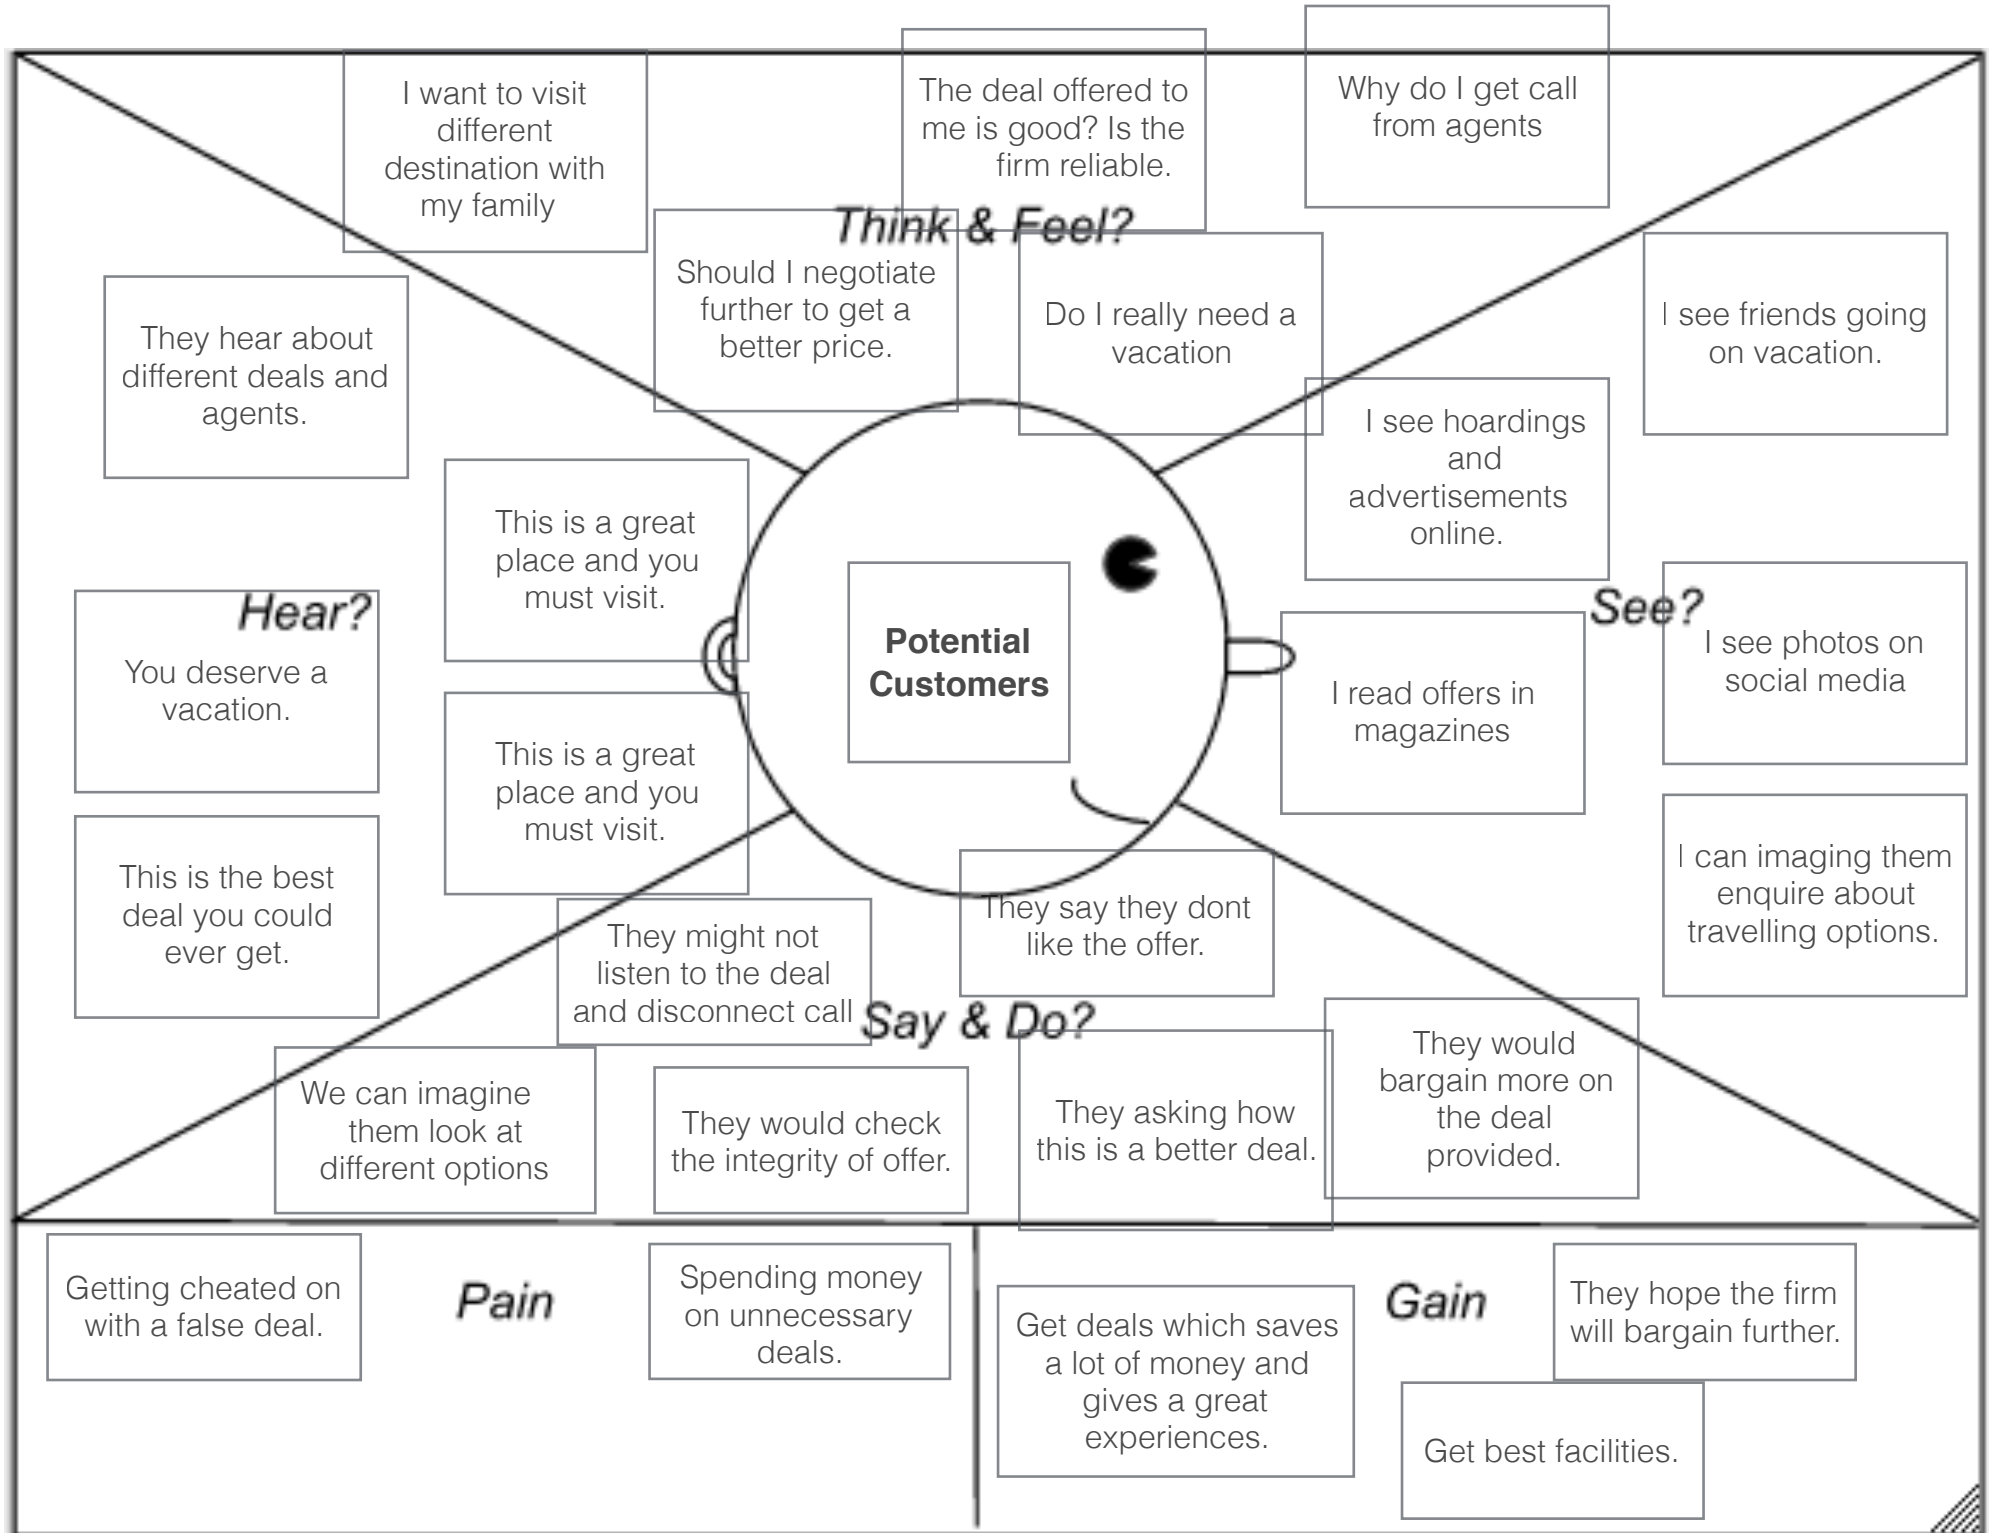 I want to visit
different
destination with
my family
The deal offered to
me is good? Is the
firm reliable.
Why do I get call
from agents
Think & Feel?
Should I negotiate
further to get a
better price.
Do I really need a
vacation
I see friends going
on vacation.
They hear about
different deals and
agents.
I see hoardings
and
advertisements
online.
This is a great
place and you
must visit.
Hear?
You deserve a
vacation.
Potential
Customers
See?
I see photos on
social media
I read offers in
magazines
This is a great
place and you
must visit.
This is the best
deal you could
ever get.
I can imaging them
enquire about
travelling options.
They might not
listen to the deal
and disconnect call
They say they dont
like the offer.
Say & Do?
We can imagine
them look at
different options
They would check
the integrity of offer.
They asking how
this is a better deal.
They would
bargain more on
the deal
provided.
Getting cheated on
with a false deal.
Pain
Spending money
on unnecessary
deals.
Get deals which saves
a lot of money and
gives a great
experiences.
Gain
They hope the firm
will bargain further.
Get best facilities.